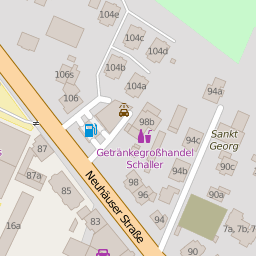 104e
104c
104d
104a
104b
106s
106
94a
98b
Sankt
Georg
Getränkegroßhandel
Schaller
90a
90c
94c
98
96
94
90
87
87a
85
83
Neuhäuser Straße
16a
7a, 7b, 7